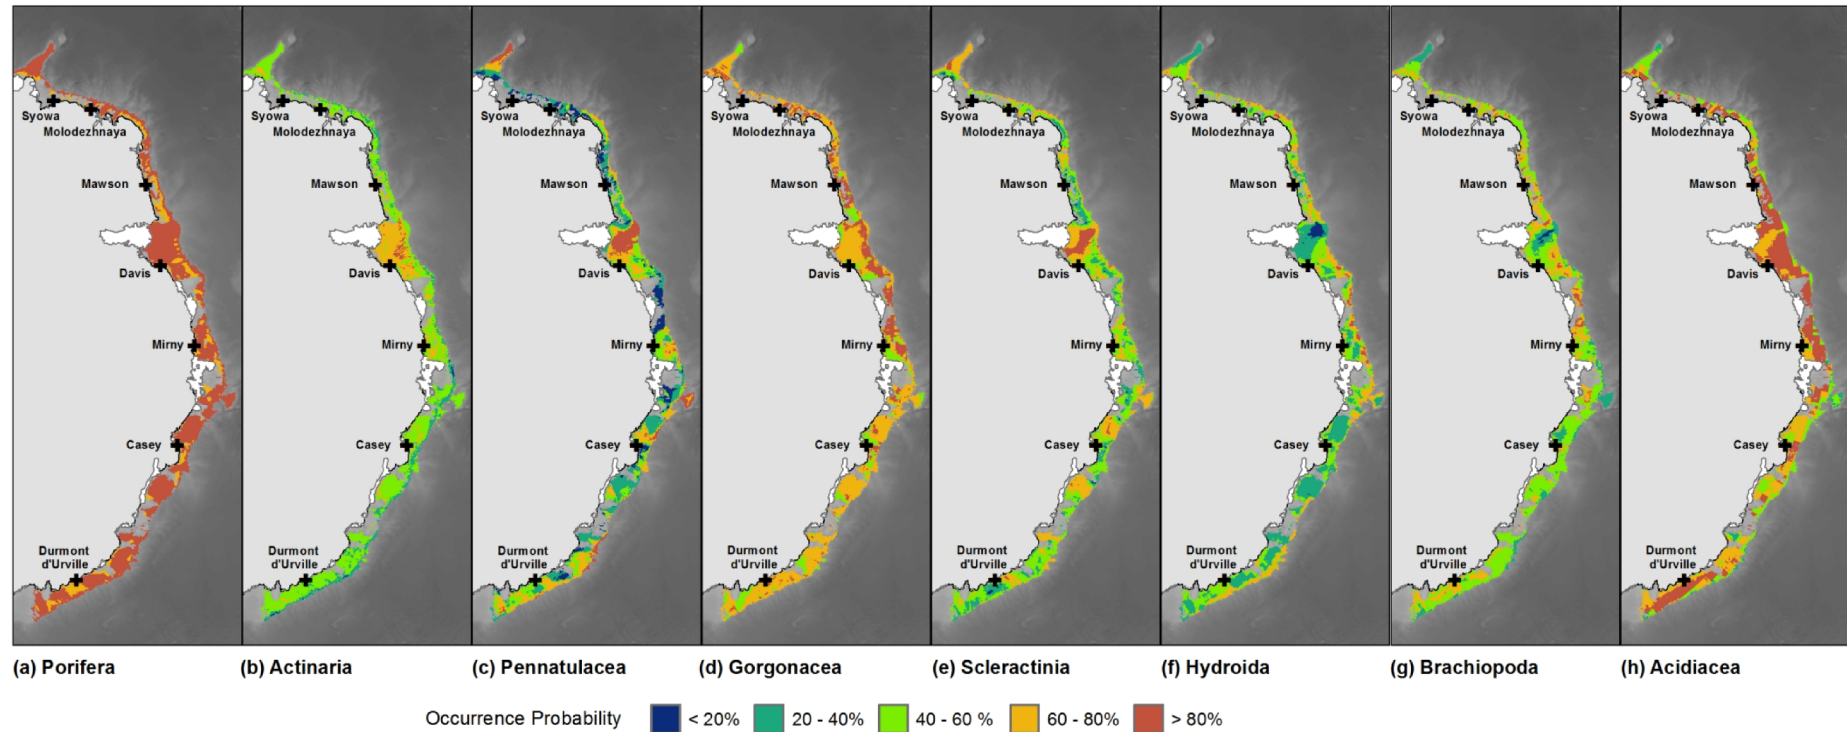 Syowa
Molodezhnaya
Mawson
Davis
Mirny
Casey
Durmont
d'Urville
Syowa
Molodezhnaya
Mawson
Davis
Mirny
Casey
Durmont
d'Urville
Syowa
Molodezhnaya
Mawson
Davis
Mirny
Casey
Durmont
d'Urville
Syowa
Molodezhnaya
Mawson
Davis
Mirny
Casey
Durmont
d'Urville
Syowa
Molodezhnaya
Mawson
Davis
Mirny
Casey
Durmont
d'Urville
Syowa
Molodezhnaya
Mawson
Davis
Mirny
Casey
Durmont
d'Urville
Syowa
Molodezhnaya
Mawson
Davis
Mirny
Casey
Durmont
d'Urville
Syowa
Molodezhnaya
Mawson
Davis
Mirny
Casey
Durmont
d'Urville
(a) Porifera
(b) Actinaria
(c) Pennatulacea
(d) Gorgonacea
(e) Scleractinia
(f) Hydroida
(g) Brachiopoda
(h) Acidiacea
Occurrence Probability
< 20%
20 - 40%
40 - 60 %
60 - 80%
> 80%